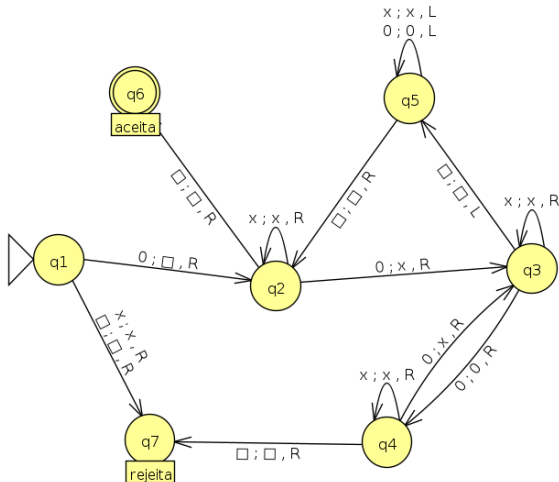 x ; x , L
0 ; 0 , L
q6
q5
aceita
□ ; □ , R
□ ; □ , R
□ ; □ , L
x ; x , R
x ; x , R
q1
0 ; □ , R
q2
0 ; x , R
q3
x ; x , R
□ ; □ , R
0 ; x , R
0 ; 0 , R
x ; x , R
q7
q4
□ ; □ , R
rejeita